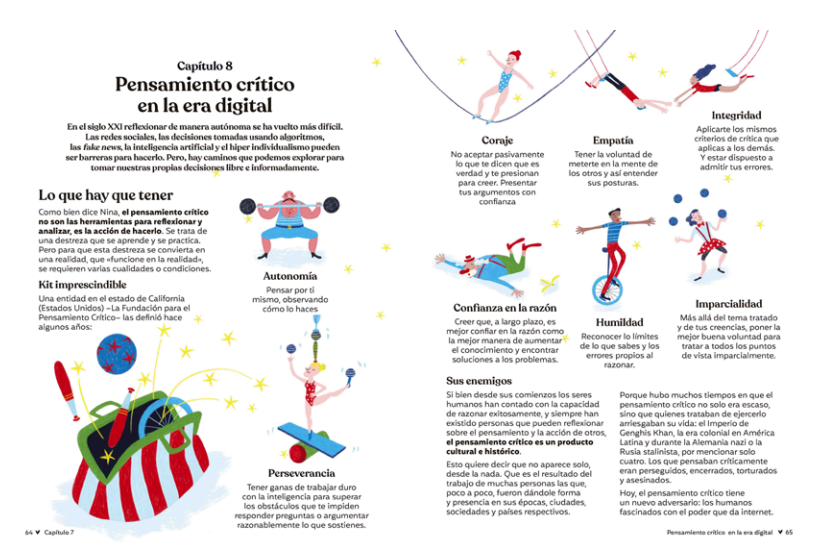 Capítulo 8
Pensamiento crítico
en la era digital
En el siglo XXI reflexionar de manera autónoma se ha vuelto más difícil.
Las redes sociales, las decisiones tomadas usando algoritmos,
las fake news, la inteligencia artificial y el hiper individualismo pueden
ser barreras para hacerlo. Pero, hay caminos que podemos explorar para
tomar nuestras propias decisiones libre e informadamente.
Lo que hay que tener
Como bien dice Nina, el pensamiento crítico
no son las herramientas para reflexionar y
analizar, es la acción de hacerlo. Se trata de
una destreza que se aprende y se practica.
Pero para que esta destreza se convierta en
una realidad, que «funcione en la realidad»,
se requieren varias cualidades o condiciones.
Kit imprescindible
Una entidad en el estado de California
(Estados Unidos) –La Fundación para el
Pensamiento Crítico– las definió hace
algunos años:
Autonomía
Pensar por ti
mismo, observando
cómo lo haces
Perseverancia
Tener ganas de trabajar duro
con la inteligencia para superar
los obstáculos que te impiden
responder preguntas o argumentar
razonablemente lo que sostienes.
64 Capítulo 7
Coraje
No aceptar pasivamente
lo que te dicen que es
verdad y te presionan
para creer. Presentar
tus argumentos con
confianza
Empatía
Tener la voluntad de
meterte en la mente de
los otros y así entender
sus posturas.
Integridad
Aplicarte los mismos
criterios de crítica que
aplicas a los demás.
Y estar dispuesto a
admitir tus errores.
Confianza en la razón
Creer que, a largo plazo, es
mejor confiar en la razón como
la mejor manera de aumentar
el conocimiento y encontrar
soluciones a los problemas.
Humildad
Reconocer lo límites
de lo que sabes y los
errores propios al
razonar.
Imparcialidad
Más allá del tema tratado
y de tus creencias, poner la
mejor buena voluntad para
tratar a todos los puntos
de vista imparcialmente.
Sus enemigos
Si bien desde sus comienzos los seres
humanos han contado con la capacidad
de razonar exitosamente, y siempre han
existido personas que pueden reflexionar
sobre el pensamiento y la acción de otros,
el pensamiento crítico es un producto
cultural e histórico.
Esto quiere decir que no aparece solo,
desde la nada. Que es el resultado del
trabajo de muchas personas las que,
poco a poco, fueron dándole forma
y presencia en sus épocas, ciudades,
sociedades y países respectivos.
Porque hubo muchos tiempos en que el
pensamiento crítico no solo era escaso,
sino que quienes trataban de ejercerlo
arriesgaban su vida: el Imperio de
Genghis Khan, la era colonial en América
Latina y durante la Alemania nazi o la
Rusia stalinista, por mencionar solo
cuatro. Los que pensaban críticamente
eran perseguidos, encerrados, torturados
y asesinados.
Hoy, el pensamiento crítico tiene
un nuevo adversario: los humanos
fascinados con el poder que da internet.
Pensamiento crítico en la era digital 65